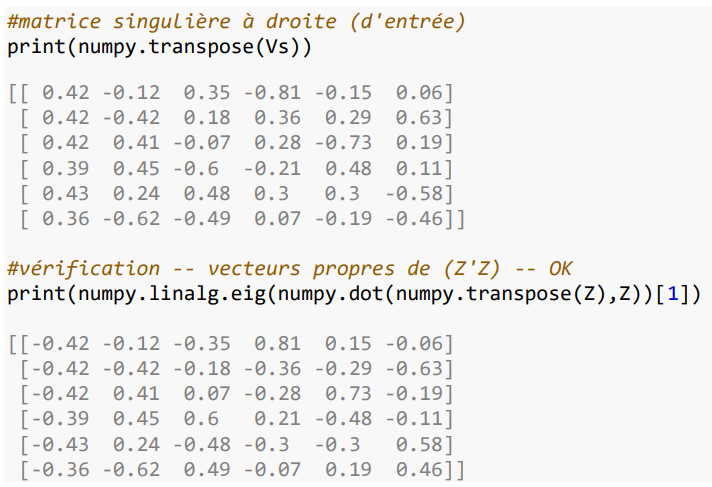 #matrice singulière à droite (d'entrée)
print(numpy.transpose(Vs))
[[ 0.42 -0.12  0.35 -0.81 -0.15  0.06]
 [ 0.42 -0.42  0.18  0.36  0.29  0.63]
 [ 0.42  0.41 -0.07  0.28 -0.73  0.19]
 [ 0.39  0.45 -0.6  -0.21  0.48  0.11]
 [ 0.43  0.24  0.48  0.3   0.3  -0.58]
 [ 0.36 -0.62 -0.49  0.07 -0.19 -0.46]]
#vérification -- vecteurs propres de (Z'Z) -- OK
print(numpy.linalg.eig(numpy.dot(numpy.transpose(Z),Z))[1])
[[-0.42 -0.12 -0.35  0.81  0.15 -0.06]
 [-0.42 -0.42 -0.18 -0.36 -0.29 -0.63]
 [-0.42  0.41  0.07 -0.28  0.73 -0.19]
 [-0.39  0.45  0.6   0.21 -0.48 -0.11]
 [-0.43  0.24 -0.48 -0.3  -0.3   0.58]
 [-0.36 -0.62  0.49 -0.07  0.19  0.46]]